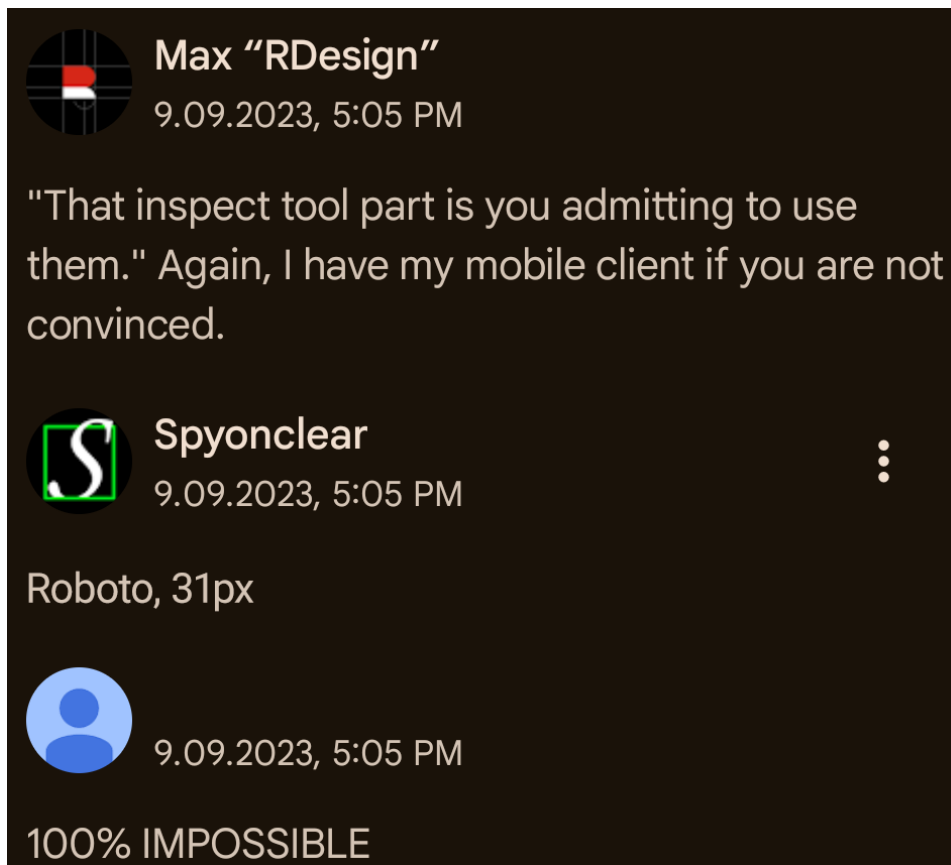 Max “RDesign”
9.09.2023, 5:05 PM
"That inspect tool part is you admitting to use
them." Again, I have my mobile client if you are not
convinced.
Spyonclear
9.09.2023, 5:05 PM
Roboto, 31px
9.09.2023, 5:05 PM
100% IMPOSSIBLE